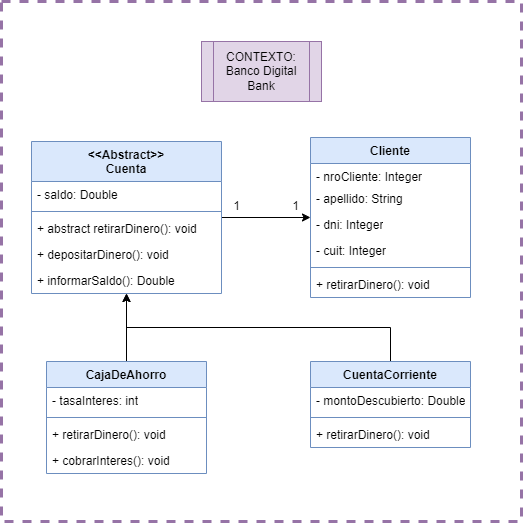 CONTEXTO:
Banco Digital
Bank
<<Abstract>>
Cuenta
- saldo: Double
+ abstract retirarDinero(): void
+ depositarDinero(): void
+ informarSaldo(): Double
1
1
Cliente
- nroCliente: Integer
- apellido: String
- dni: Integer
- cuit: Integer
+ retirarDinero(): void
CajaDeAhorro
- tasaInteres: int
+ retirarDinero(): void
+ cobrarInteres(): void
CuentaCorriente
- montoDescubierto: Double
+ retirarDinero(): void